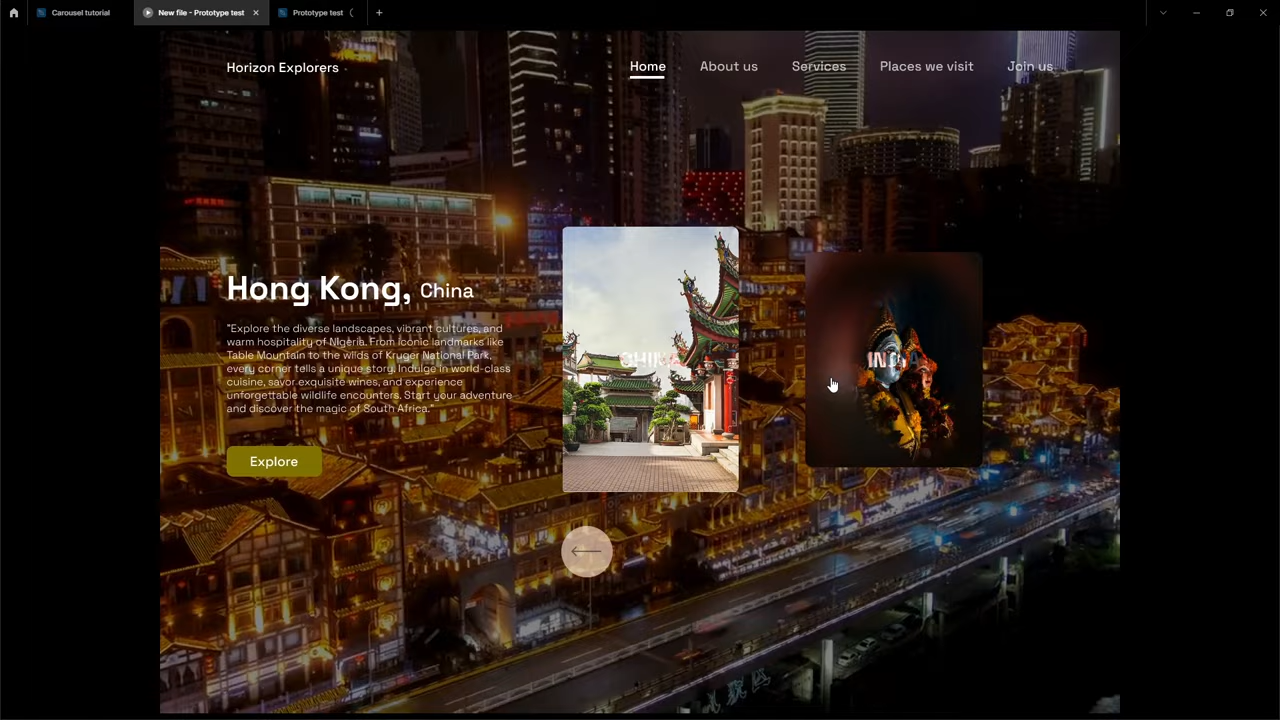 Carousel tutorial
New file - Prototype test
Prototype test
Horizon Explorers
Home
About us
Services
Places we visit
Join us
Hong Kong, China
"Explore the diverse landscapes, vibrant cultures, and
warm hospitality of Nigeria. From iconic landmarks like
Table Mountain to the wilds of Kruger National Park,
every corner tells a unique story. Indulge in world-class
cuisine, savor exquisite wines, and experience
unforgettable wildlife encounters. Start your adventure
and discover the magic of South Africa."
Explore
CHINA
INDIA